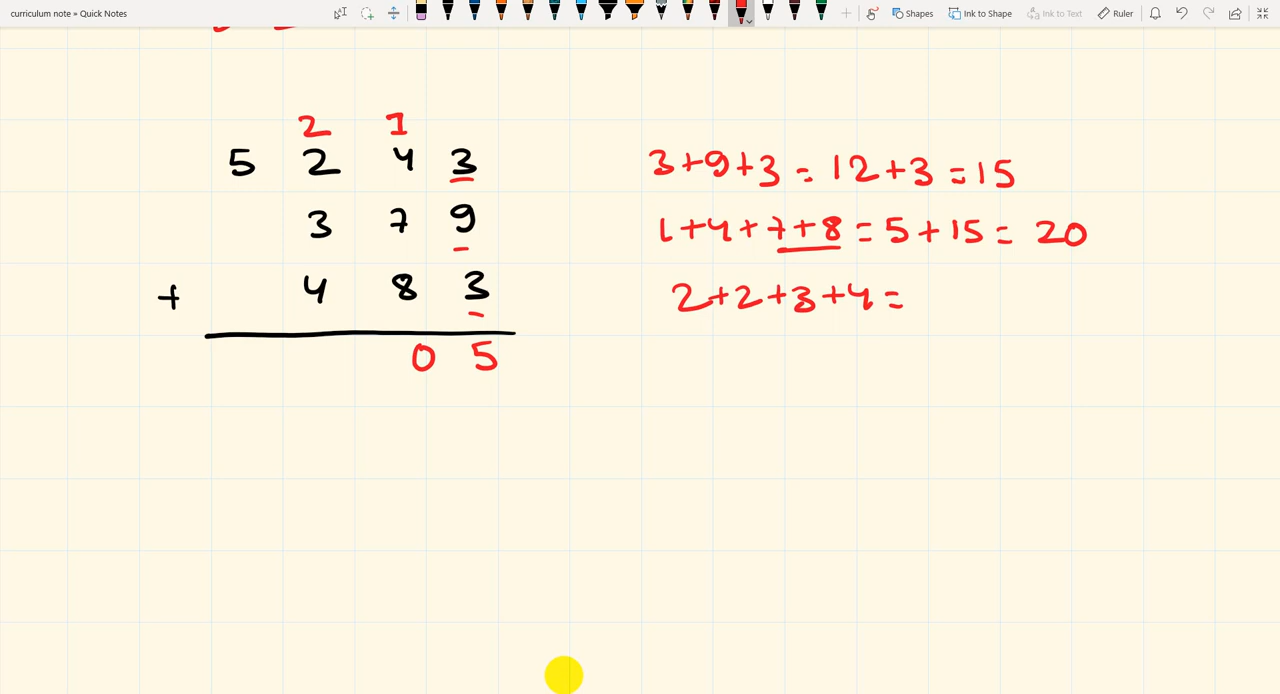 curriculum note » Quick Notes
Shapes
Ink to Shape
Ink to Text
Ruler
2 1
5 2 4 3
3 7 9
+ 4 8 3
0 5
3+9+3=12+3=15
1+4+7+8=5+15=20
2+2+3+4=